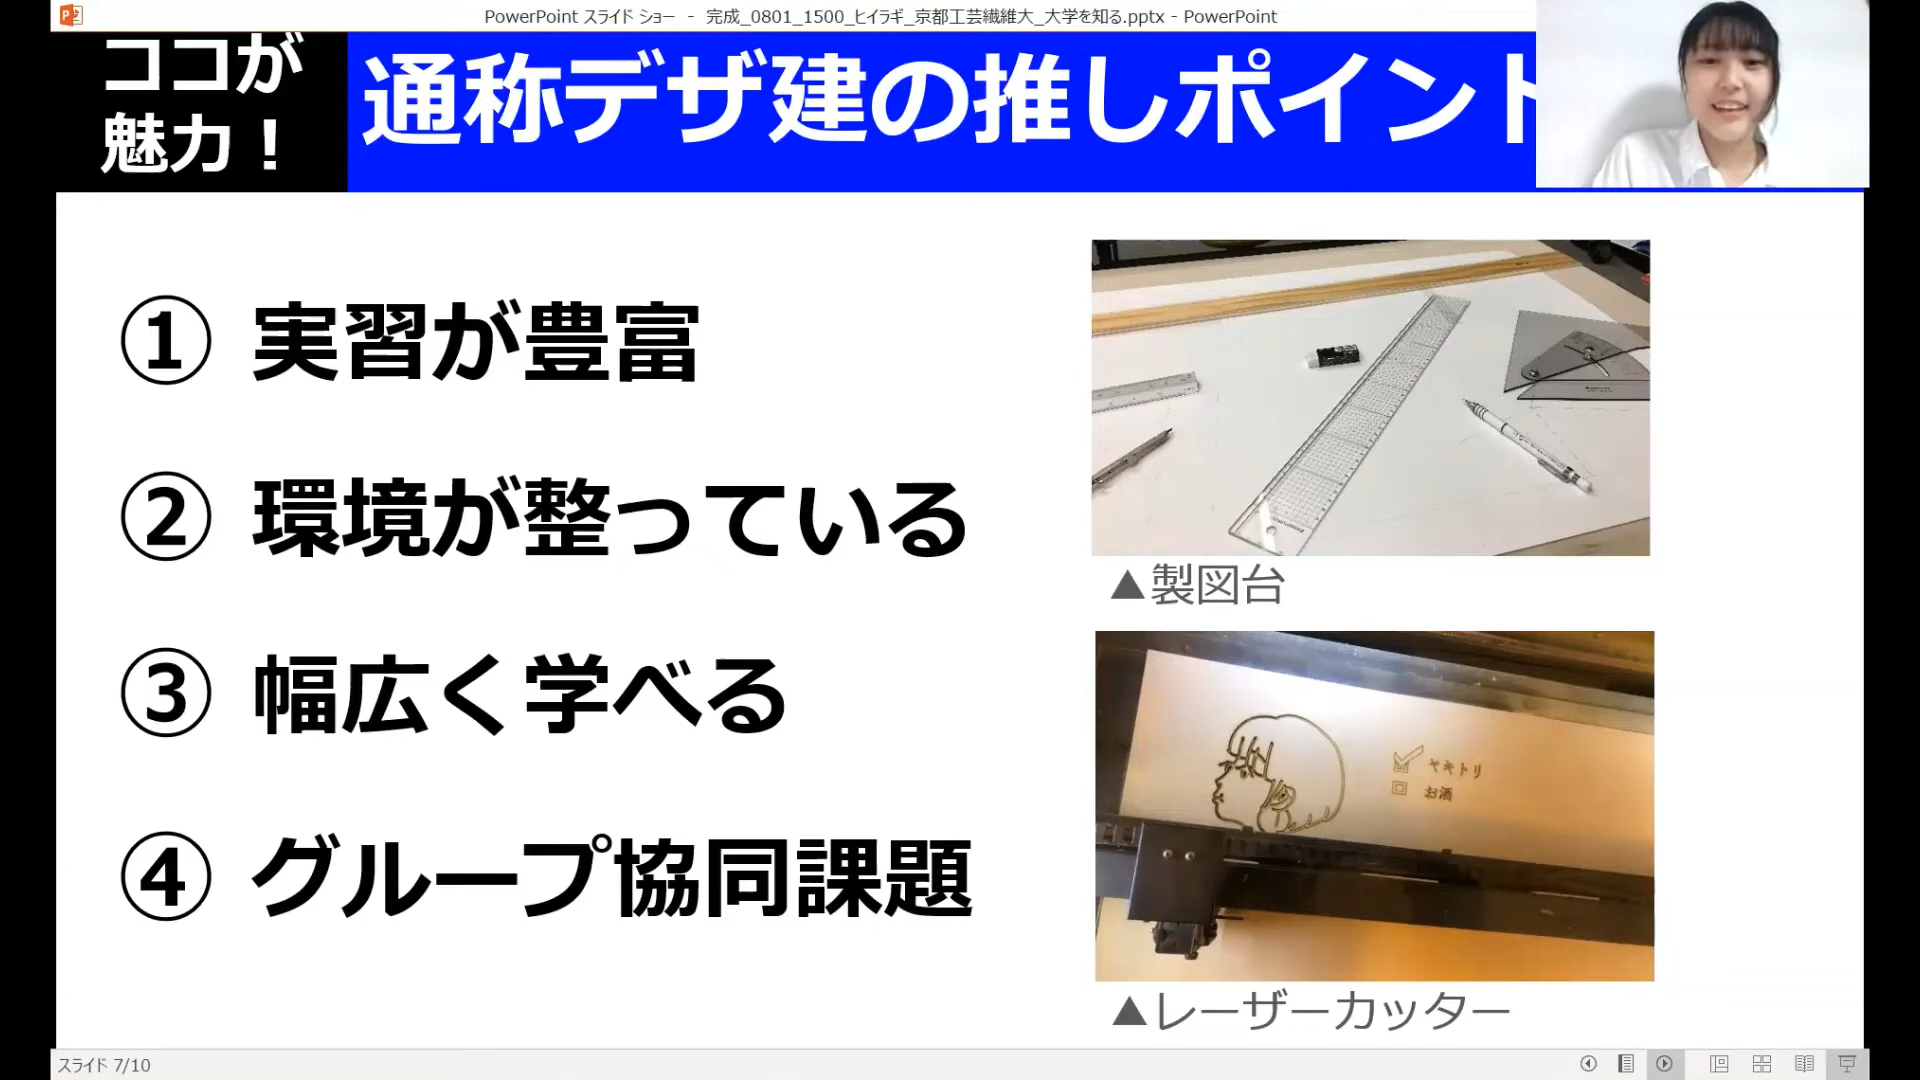 PowerPoint スライド ショー - 完成_0801_1500_ヒイラギ_京都工芸繊維大_大学を知る.pptx - PowerPoint
ココが
魅力！
通称デザ建の推しポイント
① 実習が豊富
② 環境が整っている
③ 幅広く学べる
④ グループ協同課題
▲製図台
ヤキトリ
お酒
▲レーザーカッター
スライド 7/10